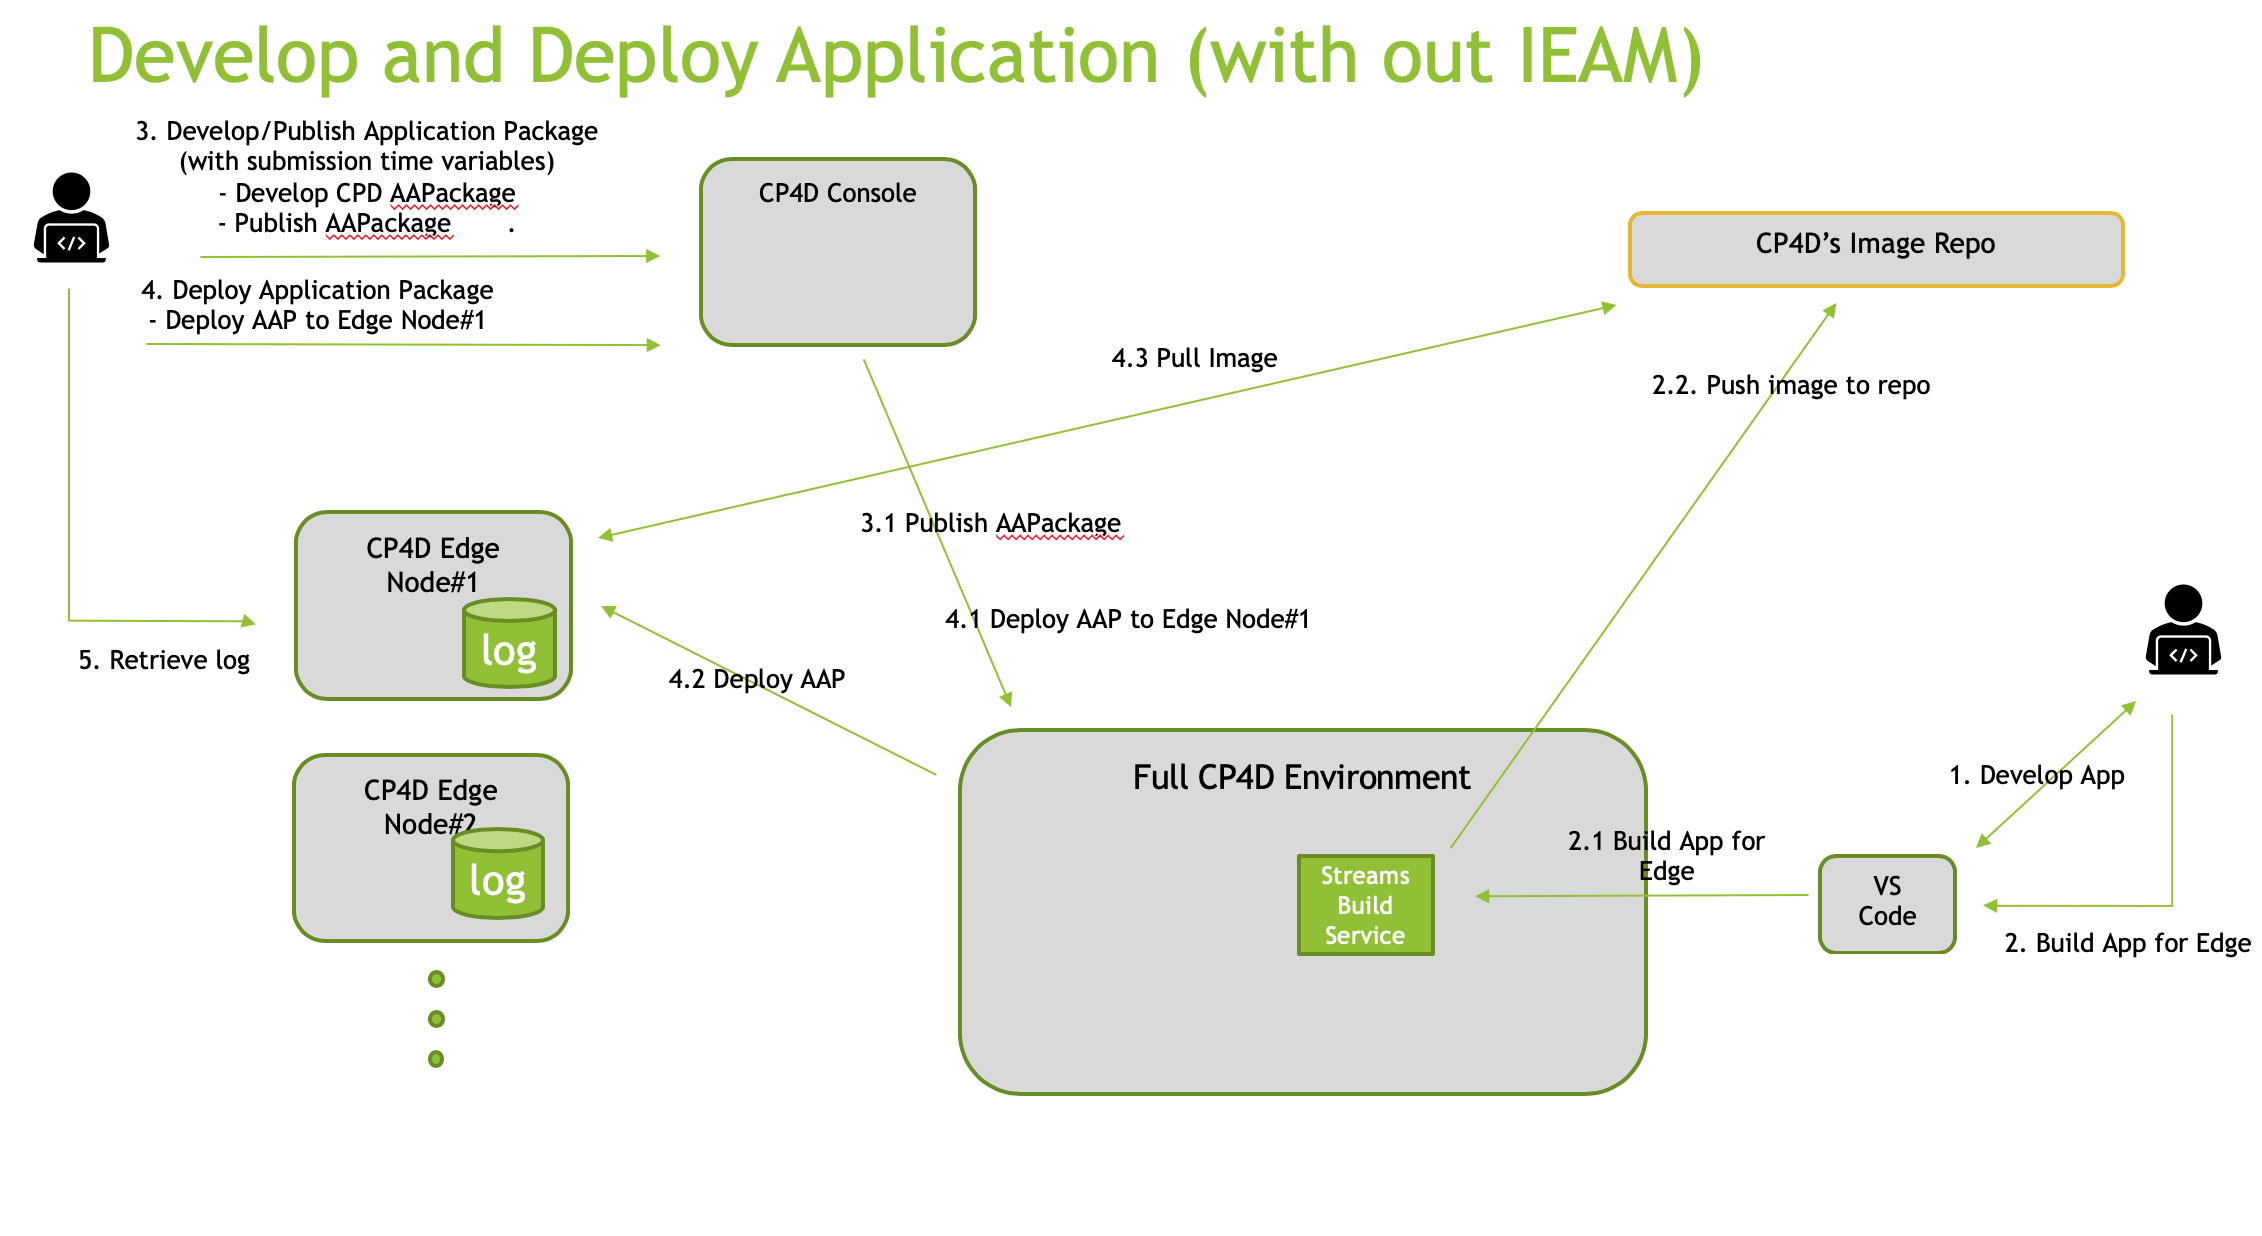 Develop and Deploy Application (with out IEAM)
3. Develop/Publish Application Package
(with submission time variables)
- Develop CPD AAPackage
- Publish AAPackage .
4. Deploy Application Package
- Deploy AAP to Edge Node#1
CP4D Console
CP4D’s Image Repo
4.3 Pull Image
2.2. Push image to repo
3.1 Publish AAPackage
CP4D Edge
Node#1
log
4.1 Deploy AAP to Edge Node#1
5. Retrieve log
4.2 Deploy AAP
CP4D Edge
Node#2
log
Full CP4D Environment
1. Develop App
2.1 Build App for
Edge
Streams
Build
Service
VS
Code
2. Build App for Edge